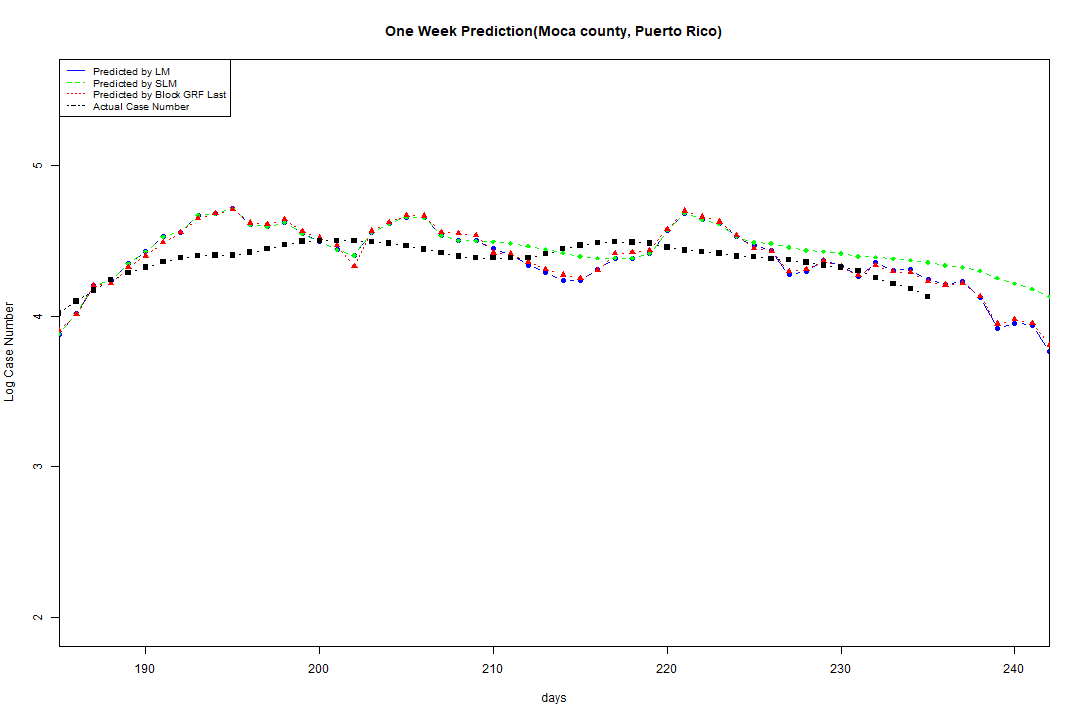 One Week Prediction(Moca county, Puerto Rico)
Predicted by LM
Predicted by SLM
Predicted by Block GRF Last
Actual Case Number
Log Case Number
5
4
3
2
190
200
210
220
230
240
days